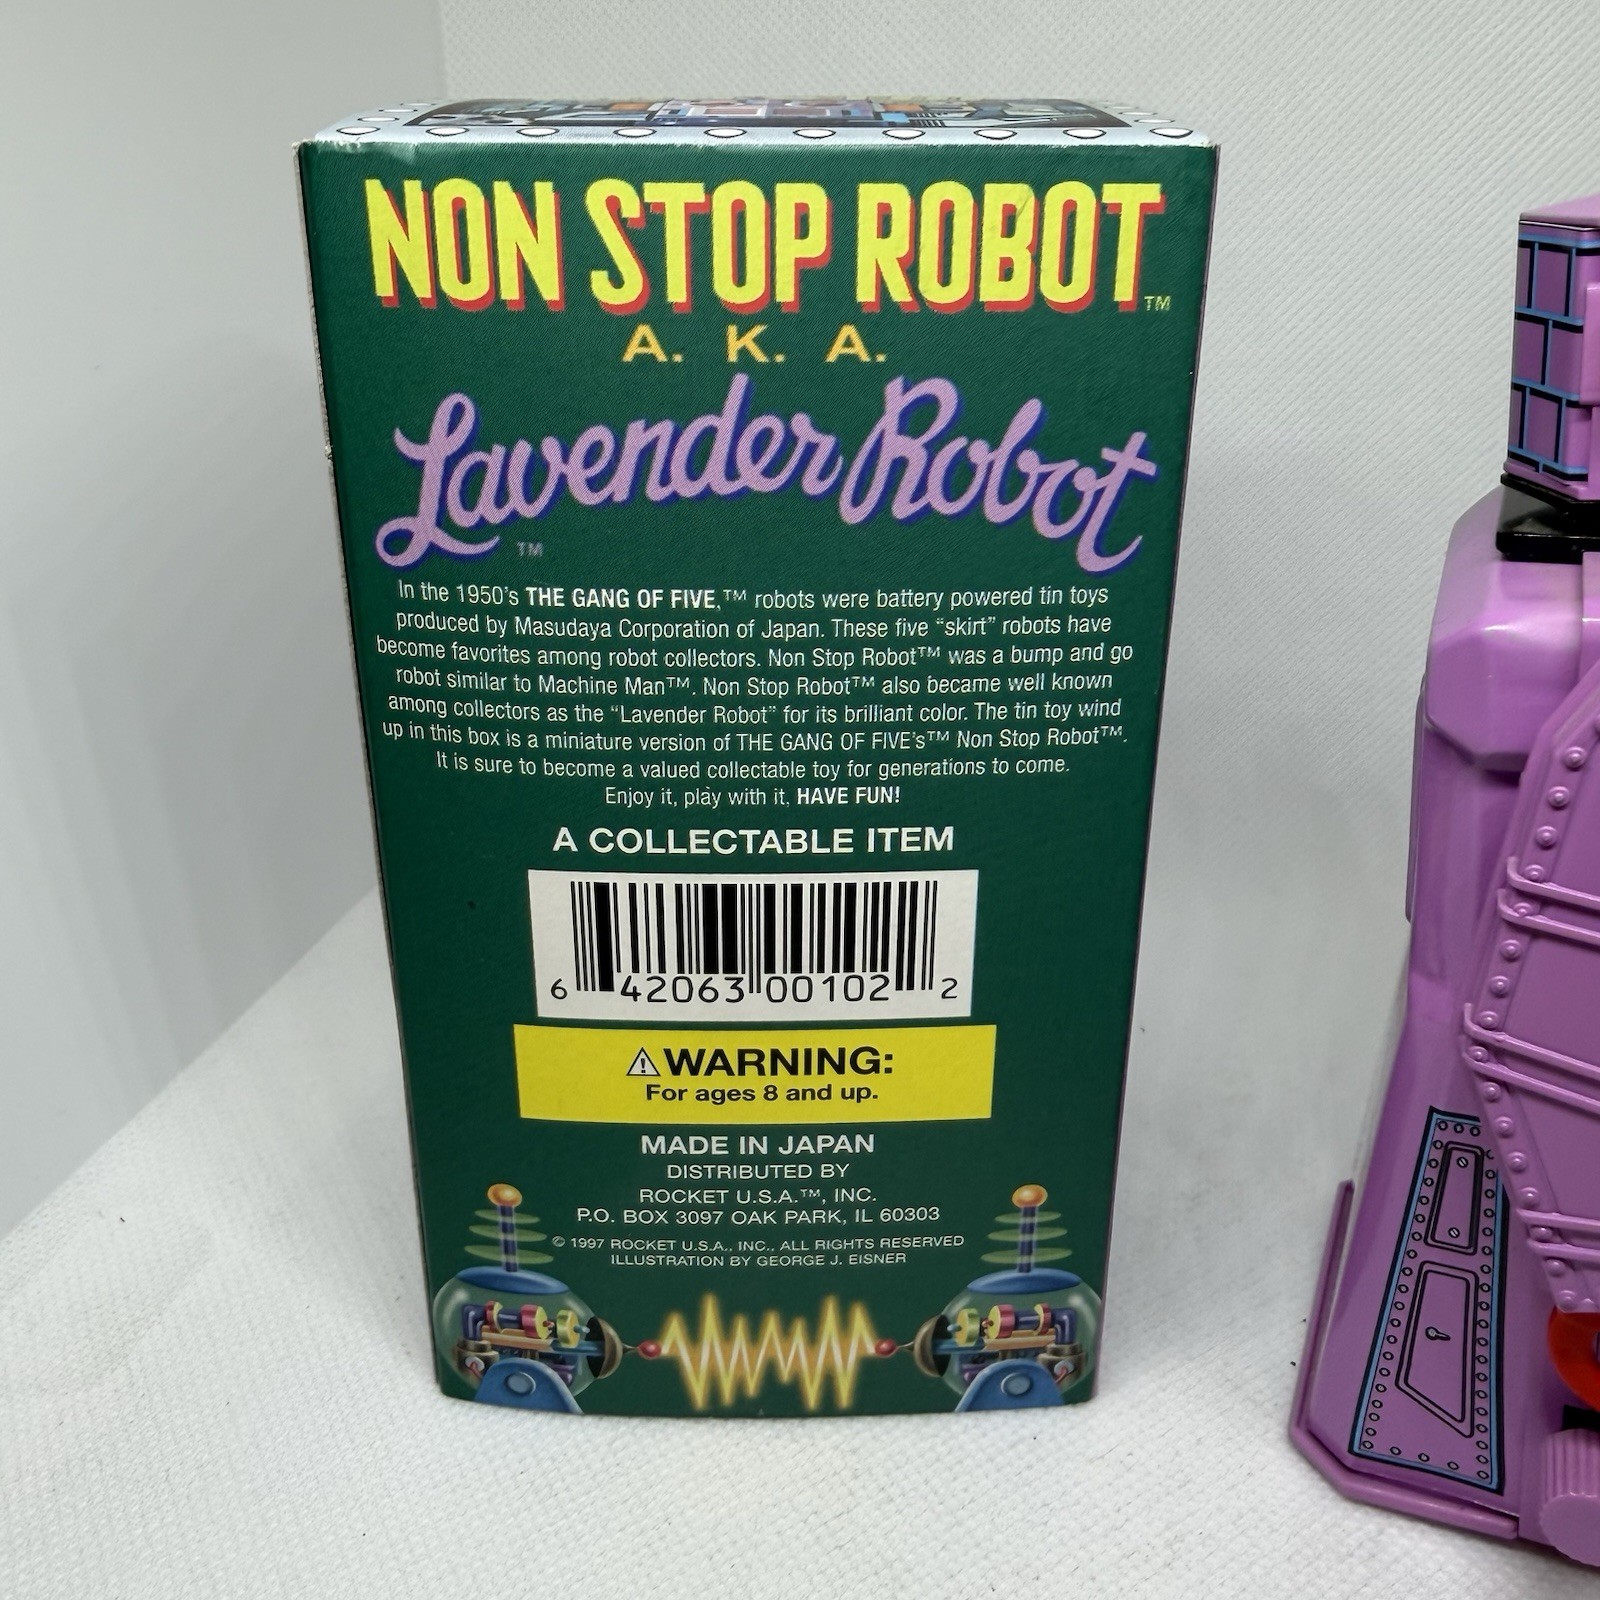 NON STOP ROBOT™
A. K. A.
Lavender Robot
™
In the 1950's THE GANG OF FIVE,™ robots were battery powered tin toys
produced by Masudaya Corporation of Japan. These five “skirt” robots have
become favorites among robot collectors. Non Stop Robot™ was a bump and go
robot similar to Machine Man™. Non Stop Robot™ also became well known
among collectors as the “Lavender Robot” for its brilliant color. The tin toy wind
up in this box is a miniature version of THE GANG OF FIVE's™ Non Stop Robot™.
It is sure to become a valued collectable toy for generations to come.
Enjoy it, play with it, HAVE FUN!
A COLLECTABLE ITEM
6 42063 00102 2
⚠WARNING:
For ages 8 and up.
MADE IN JAPAN
DISTRIBUTED BY
ROCKET U.S.A.™, INC.
P.O. BOX 3097 OAK PARK, IL 60303
© 1997 ROCKET U.S.A., INC., ALL RIGHTS RESERVED
ILLUSTRATION BY GEORGE J. EISNER